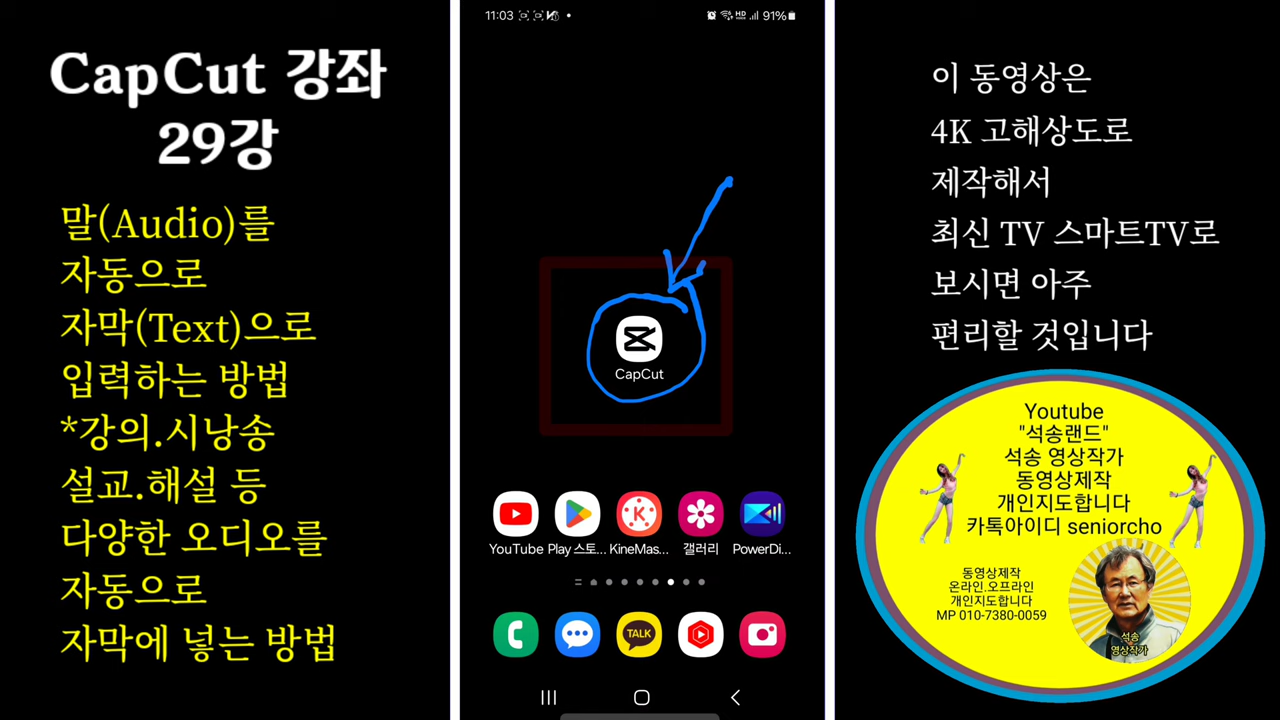 CapCut 강좌
29강
말(Audio)를
자동으로
자막(Text)으로
입력하는 방법
*강의.시낭송
설교.해설 등
다양한 오디오를
자동으로
자막에 넣는 방법
11:03
HD
91%
CapCut
YouTube
Play 스토...
KineMas...
갤러리
PowerDi...
TALK
이 동영상은
4K 고해상도로
제작해서
최신 TV 스마트TV로
보시면 아주
편리할 것입니다
Youtube
"석송랜드"
석송 영상작가
동영상제작
개인지도합니다
카톡아이디 seniorcho
동영상제작
온라인.오프라인
개인지도합니다
MP 010-7380-0059
석송
영상작가